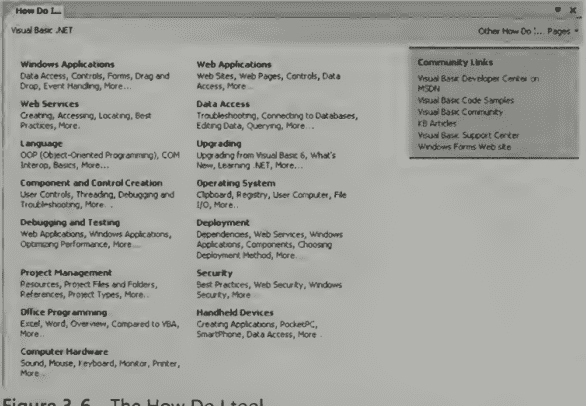 How Do I...
Visual Basic .NET
Other How Do I... Pages
Windows Applications
Data Access, Controls, Forms, Drag and
Drop, Event Handling, More...
Web Services
Creating, Accessing, Locating, Best
Practices, More.
Language
OOP (Object-Oriented Programming), COM
Interop, Basics, More...
Component and Control Creation
User Controls, Threading, Debugging and
Troubleshooting, More...
Debugging and Testing
Web Applications, Windows Applications,
Optimizing Performance, More...
Project Management
Resources, Project Files and Folders,
References, Project Types, More..
Office Programming
Excel, Word, Overview, Compared to VBA,
More...
Computer Hardware
Sound, Mouse, Keyboard, Monitor, Printer,
More...
Web Applications
Web Sites, Web Pages, Controls, Data
Access, More...
Data Access
Troubleshooting, Connecting to Databases,
Editing Data, Querying, More...
Upgrading
Upgrading from Visual Basic 6, What's
New, Learning .NET, More...
Operating System
Clipboard, Registry, User Computer, File
I/O, More..
Deployment
Dependencies, Web Services, Windows
Applications, Components, Choosing
Deployment Method, More
Security
Best Practices, Web Security, Windows
Security, More
Handheld Devices
Creating Applications, PocketPC,
SmartPhone, Data Access, More...
Community Links
Visual Basic Developer Center on
MSDN
Visual Basic Code Samples
Visual Basic Community
KB Articles
Visual Basic Support Center
Windows Forms Web site
Figure 3.6 The How Do I tool